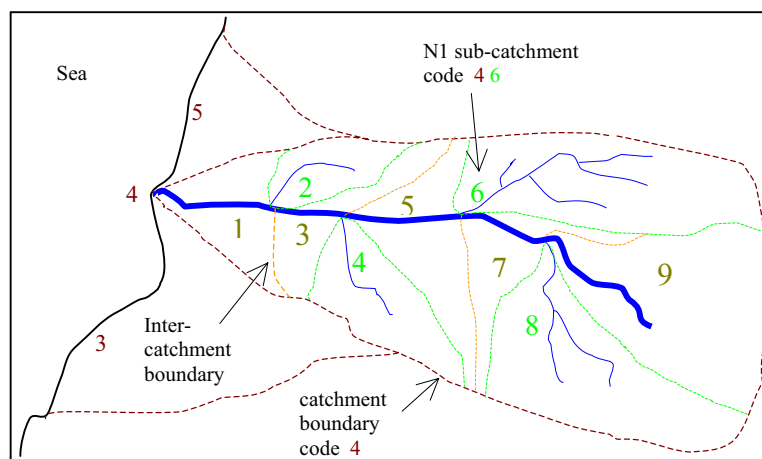 N1 sub-catchment
code 4 6
Sea
5
4
2
6
1
3
5
4
7
9
8
3
Inter-
catchment
boundary
catchment
boundary
code 4